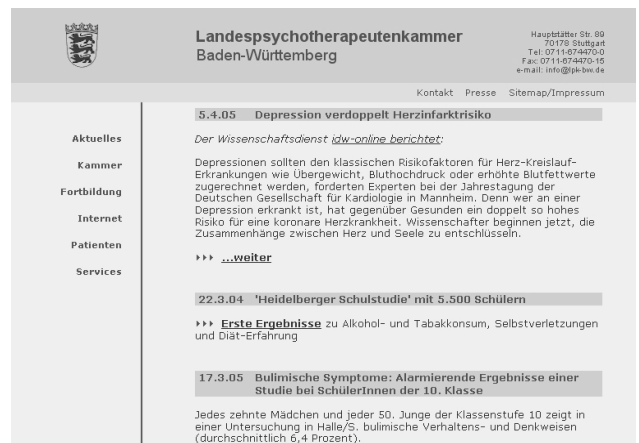 Landespsychotherapeutenkammer
Baden-Württemberg
Hauptstätter Str. 89
70178 Stuttgart
Tel: 0711-674470-0
Fax: 0711-674470-15
e-mail: info@lpk-bw.de
Kontakt Presse Sitemap/Impressum
Aktuelles
Kammer
Fortbildung
Internet
Patienten
Services
5.4.05 Depression verdoppelt Herzinfarktrisiko
Der Wissenschaftsdienst idw-online berichtet:
Depressionen sollten den klassischen Risikofaktoren für Herz-Kreislauf-
Erkrankungen wie Übergewicht, Bluthochdruck oder erhöhte Blutfettwerte
zugerechnet werden, forderten Experten bei der Jahrestagung der
Deutschen Gesellschaft für Kardiologie in Mannheim. Denn wer an einer
Depression erkrankt ist, hat gegenüber Gesunden ein doppelt so hohes
Risiko für eine koronare Herzkrankheit. Wissenschafter beginnen jetzt, die
Zusammenhänge zwischen Herz und Seele zu entschlüsseln.
...weiter
22.3.04 'Heidelberger Schulstudie' mit 5.500 Schülern
Erste Ergebnisse zu Alkohol- und Tabakkonsum, Selbstverletzungen
und Diät-Erfahrung
17.3.05 Bulimische Symptome: Alarmierende Ergebnisse einer
Studie bei SchülerInnen der 10. Klasse
Jedes zehnte Mädchen und jeder 50. Junge der Klassenstufe 10 zeigt in
einer Untersuchung in Halle/S. bulimische Verhaltens- und Denkweisen
(durchschnittlich 6,4 Prozent).